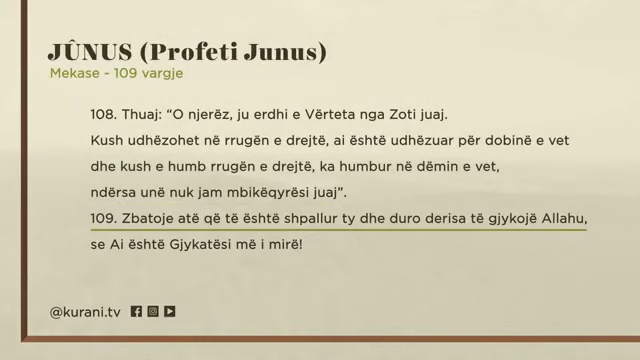 JÛNUS (Profeti Junus)
Mekase - 109 vargje
108. Thuaj: “O njerëz, ju erdhi e Vërteta nga Zoti juaj.
Kush udhëzohet në rrugën e drejtë, ai është udhëzuar për dobinë e vet
dhe kush e humb rrugën e drejtë, ka humbur në dëmin e vet,
ndërsa unë nuk jam mbikëqyrësi juaj”.
109. Zbatoje atë që të është shpallur ty dhe duro derisa të gjykojë Allahu,
se Ai është Gjykatësi më i mirë!
@kurani.tv